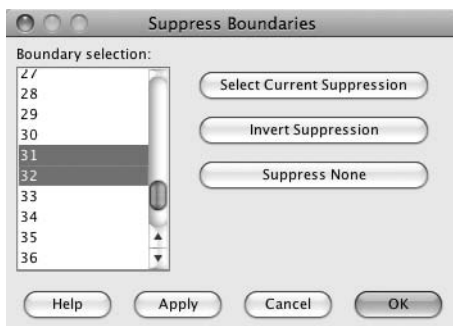 Suppress Boundaries
Boundary selection:
27
28
29
30
31
32
33
34
35
36
Select Current Suppression
Invert Suppression
Suppress None
Help
Apply
Cancel
OK